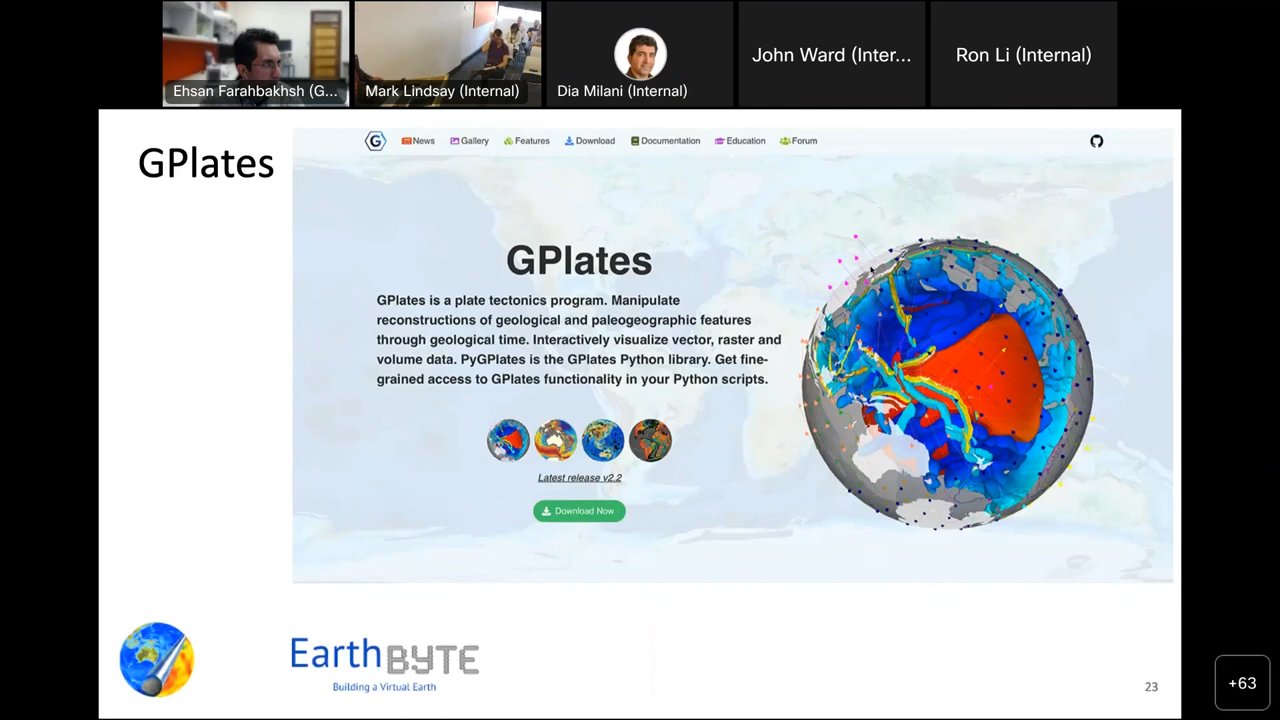 Ehsan Farahbakhsh (G...
Mark Lindsay (Internal)
Dia Milani (Internal)
John Ward (Inter...
Ron Li (Internal)
GPlates
G
News
Gallery
Features
Download
Documentation
Education
Forum
GPlates
GPlates is a plate tectonics program. Manipulate
reconstructions of geological and paleogeographic features
through geological time. Interactively visualize vector, raster and
volume data. PyGPlates is the GPlates Python library. Get fine-
grained access to GPlates functionality in your Python scripts.
Latest release v2.2
Download Now
EarthBYTE
Building a Virtual Earth
23
+63